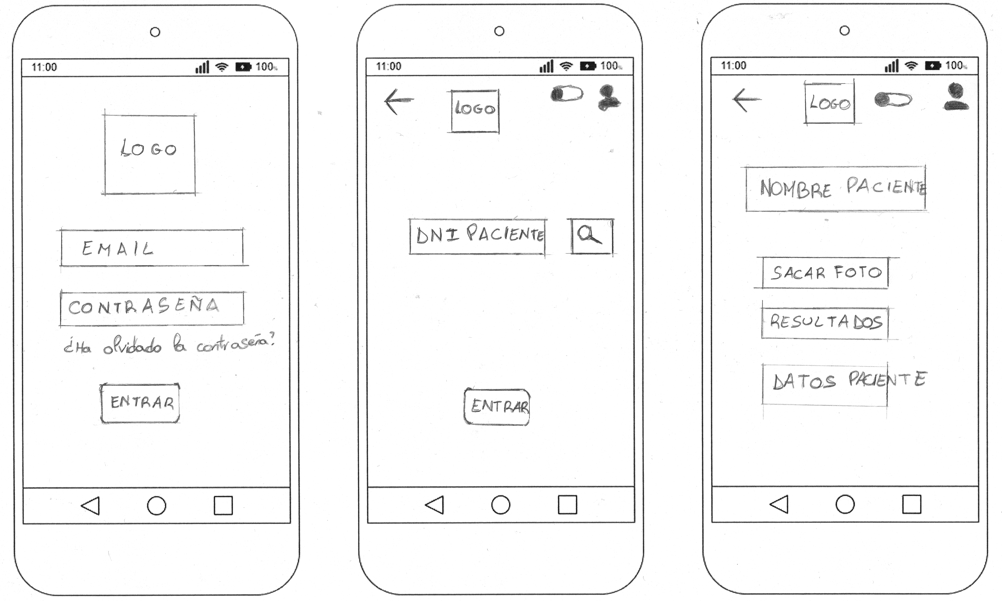 11:00 100%
LOGO
EMAIL
CONTRASEÑA
¿Ha olvidado la contraseña?
ENTRAR
11:00 100%
LOGO
DNI PACIENTE
ENTRAR
11:00 100%
LOGO
NOMBRE PACIENTE
SACAR FOTO
RESULTADOS
DATOS PACIENTE